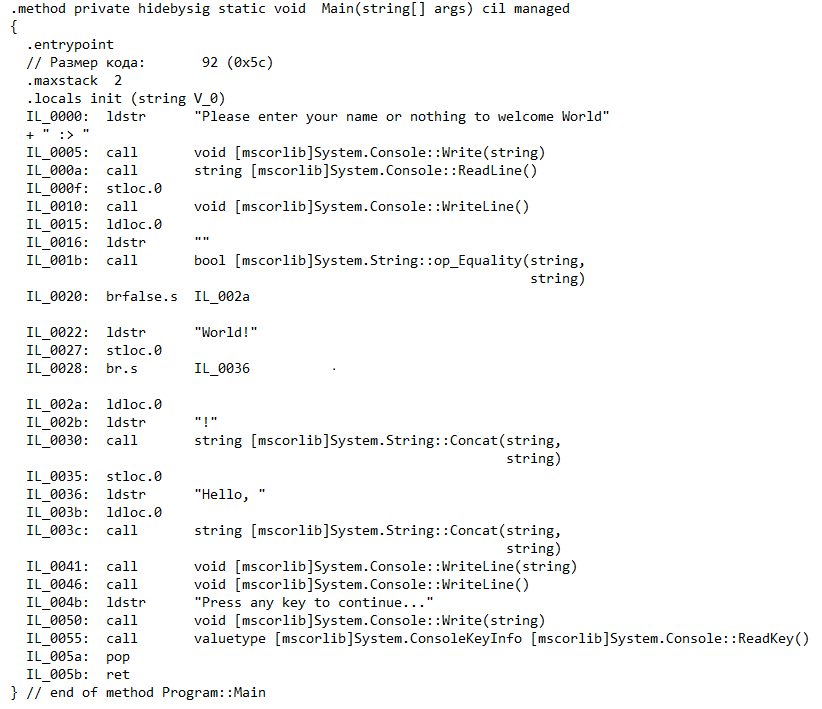 .method private hidebysig static void  Main(string[] args) cil managed
{
  .entrypoint
  // Размер кода:       92 (0x5c)
  .maxstack  2
  .locals init (string V_0)
  IL_0000:  ldstr      "Please enter your name or nothing to welcome World"
  + " :> "
  IL_0005:  call       void [mscorlib]System.Console::Write(string)
  IL_000a:  call       string [mscorlib]System.Console::ReadLine()
  IL_000f:  stloc.0
  IL_0010:  call       void [mscorlib]System.Console::WriteLine()
  IL_0015:  ldloc.0
  IL_0016:  ldstr      ""
  IL_001b:  call       bool [mscorlib]System.String::op_Equality(string,
                                                                 string)
  IL_0020:  brfalse.s  IL_002a
  IL_0022:  ldstr      "World!"
  IL_0027:  stloc.0
  IL_0028:  br.s       IL_0036
  IL_002a:  ldloc.0
  IL_002b:  ldstr      "!"
  IL_0030:  call       string [mscorlib]System.String::Concat(string,
                                                              string)
  IL_0035:  stloc.0
  IL_0036:  ldstr      "Hello, "
  IL_003b:  ldloc.0
  IL_003c:  call       string [mscorlib]System.String::Concat(string,
                                                              string)
  IL_0041:  call       void [mscorlib]System.Console::WriteLine(string)
  IL_0046:  call       void [mscorlib]System.Console::WriteLine()
  IL_004b:  ldstr      "Press any key to continue..."
  IL_0050:  call       void [mscorlib]System.Console::Write(string)
  IL_0055:  call       valuetype [mscorlib]System.ConsoleKeyInfo [mscorlib]System.Console::ReadKey()
  IL_005a:  pop
  IL_005b:  ret
} // end of method Program::Main